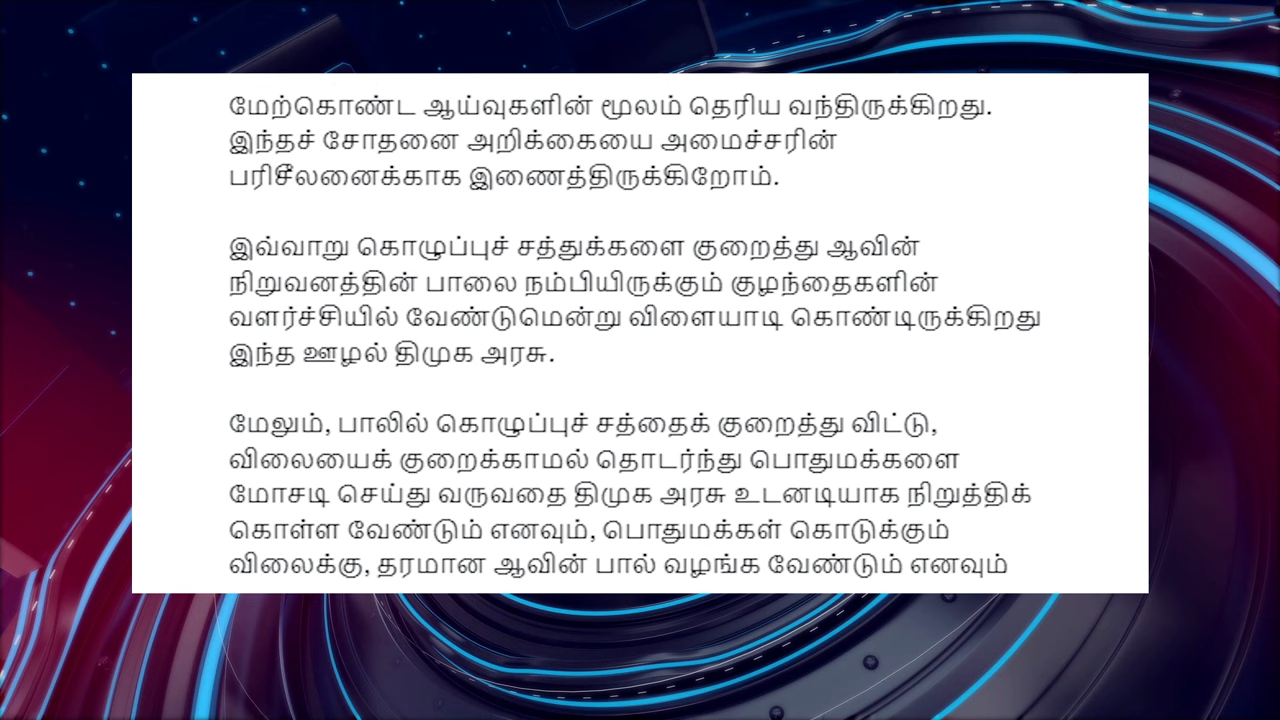 மேற்கொண்ட ஆய்வுகளின் மூலம் தெரிய வந்திருக்கிறது.
இந்தச் சோதனை அறிக்கையை அமைச்சரின்
பரிசீலனைக்காக இணைத்திருக்கிறோம்.
இவ்வாறு கொழுப்புச் சத்துக்களை குறைத்து ஆவின்
நிறுவனத்தின் பாலை நம்பியிருக்கும் குழந்தைகளின்
வளர்ச்சியில் வேண்டுமென்று விளையாடி கொண்டிருக்கிறது
இந்த ஊழல் திமுக அரசு.
மேலும், பாலில் கொழுப்புச் சத்தைக் குறைத்து விட்டு,
விலையைக் குறைக்காமல் தொடர்ந்து பொதுமக்களை
மோசடி செய்து வருவதை திமுக அரசு உடனடியாக நிறுத்திக்
கொள்ள வேண்டும் எனவும், பொதுமக்கள் கொடுக்கும்
விலைக்கு, தரமான ஆவின் பால் வழங்க வேண்டும் எனவும்